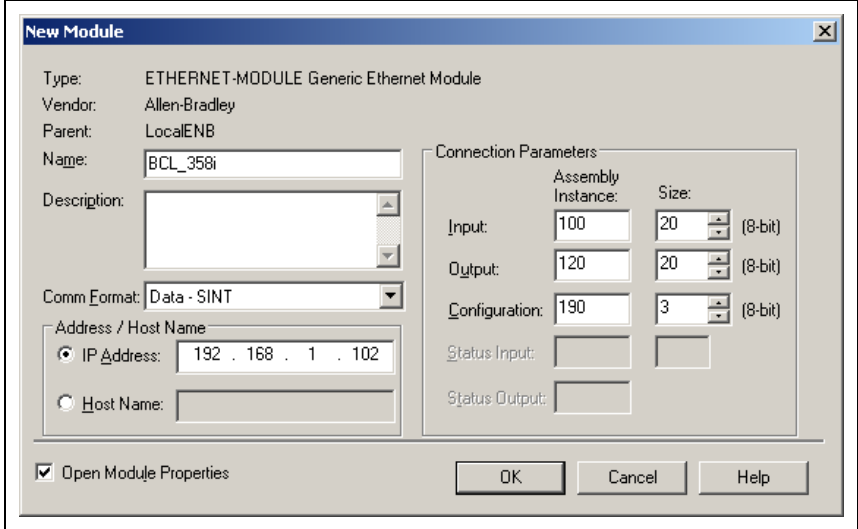 New Module
Type: ETHERNET-MODULE Generic Ethernet Module
Vendor: Allen-Bradley
Parent: LocalENB
Name: BCL_358i
Description:
Comm Format: Data - SINT
Address / Host Name
IP Address: 192 . 168 . 1 . 102
Host Name:
Connection Parameters
Assembly
Instance: Size:
Input: 100 20 (8-bit)
Output: 120 20 (8-bit)
Configuration: 190 3 (8-bit)
Status Input:
Status Output:
Open Module Properties
OK Cancel Help